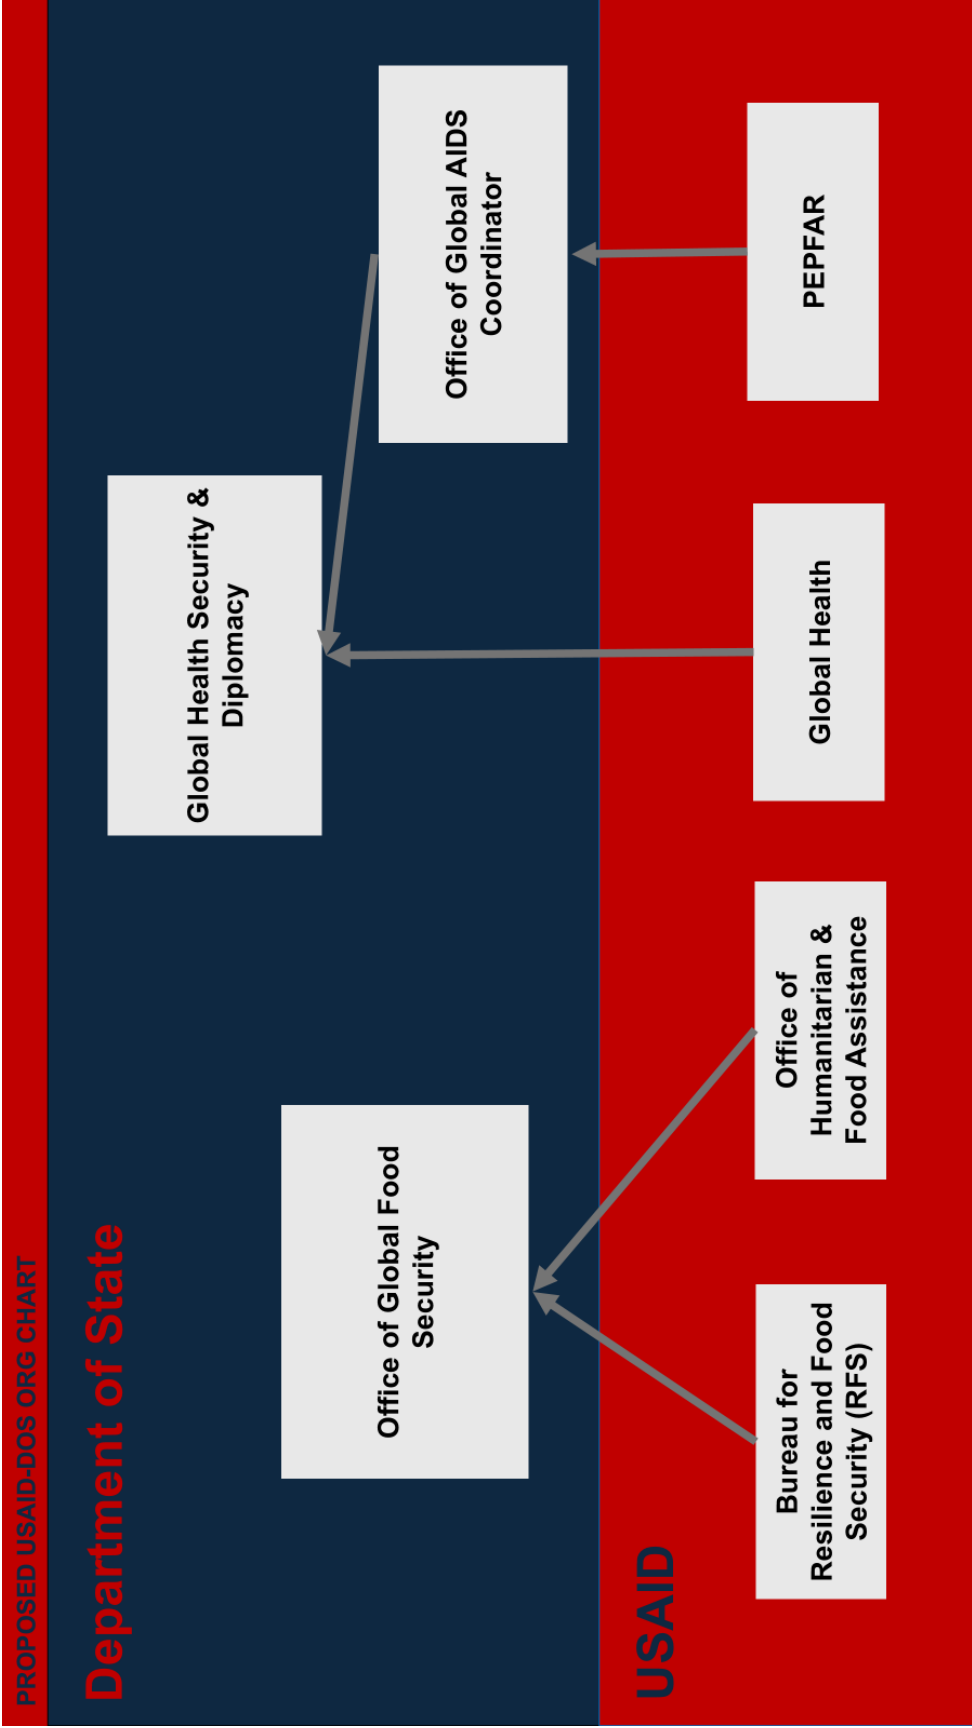 PROPOSED USAID-DOS ORG CHART
Department of State
Global Health Security &
Diplomacy
Office of Global Food
Security
Office of Global AIDS
Coordinator
USAID
Bureau for
Resilience and Food
Security (RFS)
Office of
Humanitarian &
Food Assistance
Global Health
PEPFAR